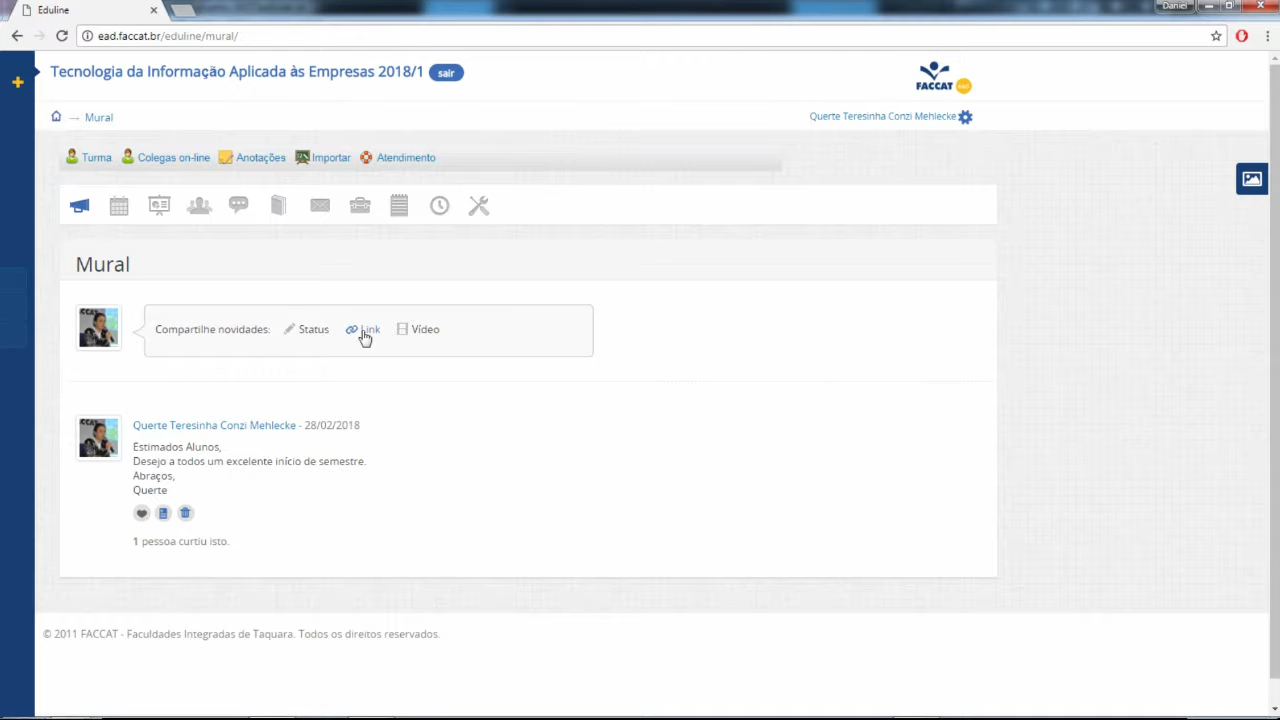 Eduline
Daniel
ead.faccat.br/eduline/mural/
Tecnologia da Informação Aplicada às Empresas 2018/1 sair
FACCAT ead
→ Mural
Querte Teresinha Conzi Mehlecke
Turma Colegas on-line Anotações Importar Atendimento
Mural
Compartilhe novidades: Status Link Vídeo
Querte Teresinha Conzi Mehlecke - 28/02/2018
Estimados Alunos,
Desejo a todos um excelente início de semestre.
Abraços,
Querte
1 pessoa curtiu isto.
© 2011 FACCAT - Faculdades Integradas de Taquara. Todos os direitos reservados.